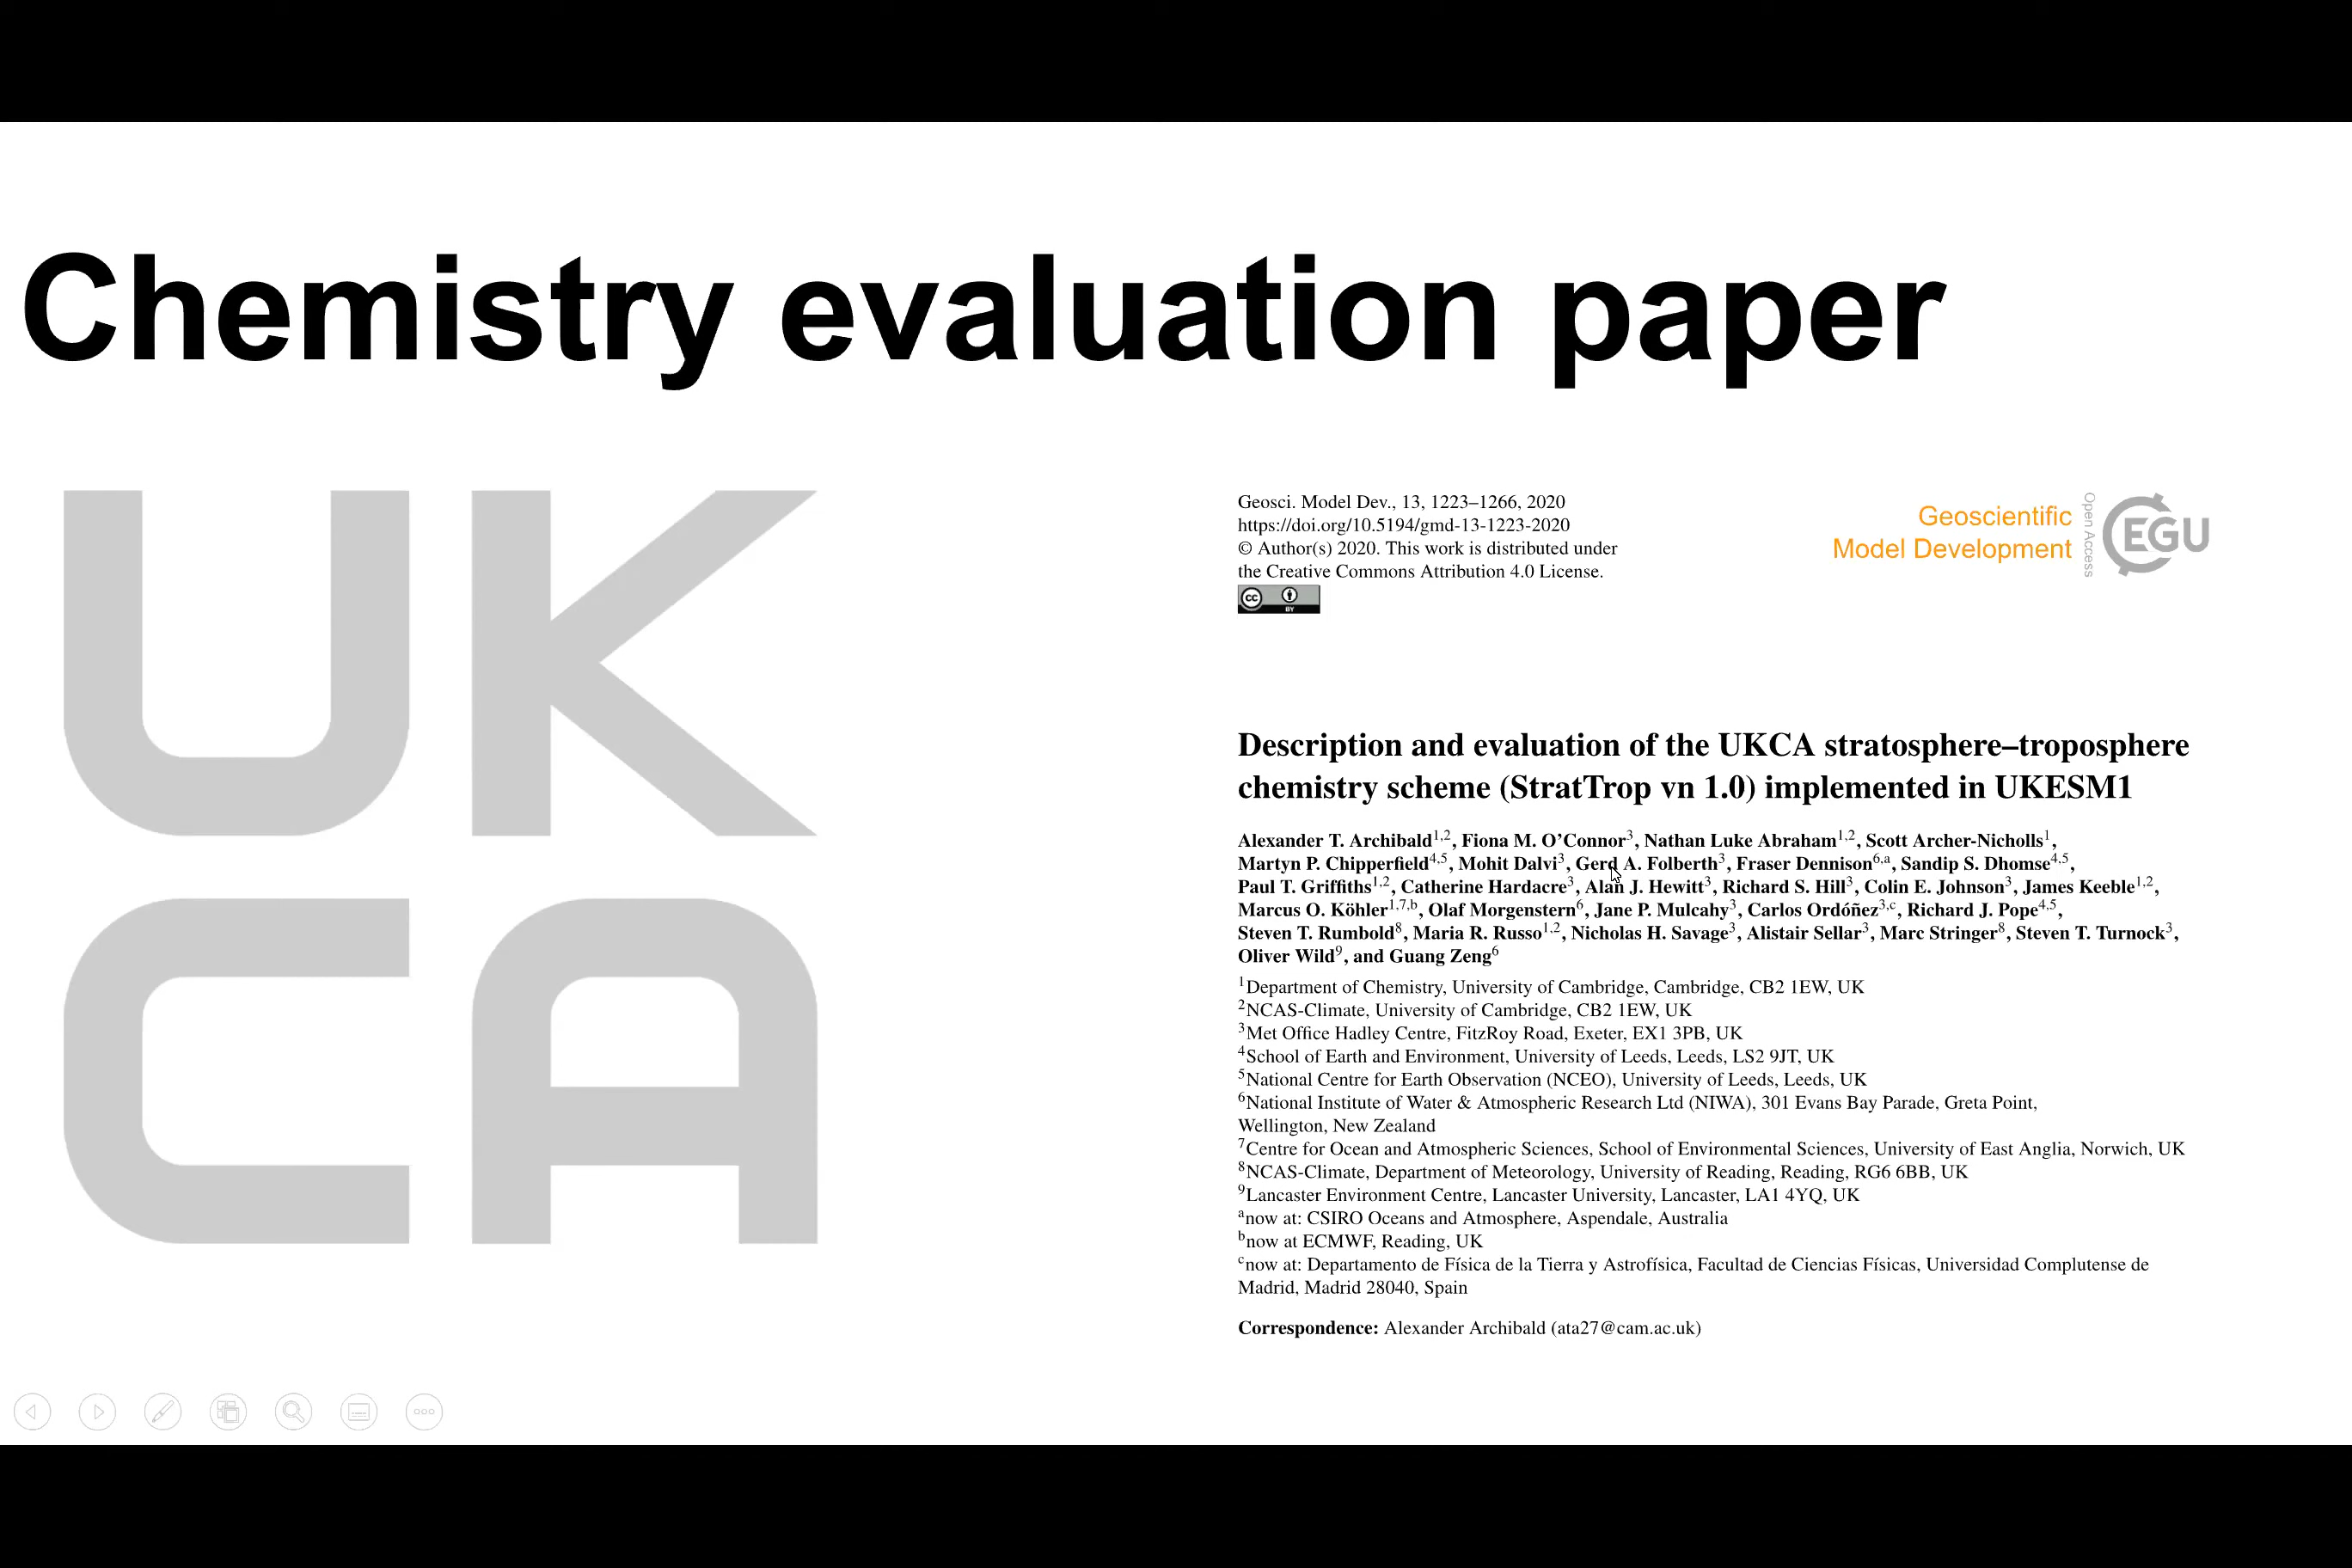 Chemistry evaluation paper
UK
CA
Geosci. Model Dev., 13, 1223–1266, 2020
https://doi.org/10.5194/gmd-13-1223-2020
© Author(s) 2020. This work is distributed under
the Creative Commons Attribution 4.0 License.
cc BY
Geoscientific
Model Development
Open Access
EGU
Description and evaluation of the UKCA stratosphere–troposphere
chemistry scheme (StratTrop vn 1.0) implemented in UKESM1
Alexander T. Archibald1,2, Fiona M. O’Connor3, Nathan Luke Abraham1,2, Scott Archer-Nicholls1,
Martyn P. Chipperfield4,5, Mohit Dalvi3, Gerd A. Folberth3, Fraser Dennison6,a, Sandip S. Dhomse4,5,
Paul T. Griffiths1,2, Catherine Hardacre3, Alan J. Hewitt3, Richard S. Hill3, Colin E. Johnson3, James Keeble1,2,
Marcus O. Köhler1,7,b, Olaf Morgenstern6, Jane P. Mulcahy3, Carlos Ordóñez3,c, Richard J. Pope4,5,
Steven T. Rumbold8, Maria R. Russo1,2, Nicholas H. Savage3, Alistair Sellar3, Marc Stringer8, Steven T. Turnock3,
Oliver Wild9, and Guang Zeng6
1Department of Chemistry, University of Cambridge, Cambridge, CB2 1EW, UK
2NCAS-Climate, University of Cambridge, CB2 1EW, UK
3Met Office Hadley Centre, FitzRoy Road, Exeter, EX1 3PB, UK
4School of Earth and Environment, University of Leeds, Leeds, LS2 9JT, UK
5National Centre for Earth Observation (NCEO), University of Leeds, Leeds, UK
6National Institute of Water & Atmospheric Research Ltd (NIWA), 301 Evans Bay Parade, Greta Point,
Wellington, New Zealand
7Centre for Ocean and Atmospheric Sciences, School of Environmental Sciences, University of East Anglia, Norwich, UK
8NCAS-Climate, Department of Meteorology, University of Reading, Reading, RG6 6BB, UK
9Lancaster Environment Centre, Lancaster University, Lancaster, LA1 4YQ, UK
anow at: CSIRO Oceans and Atmosphere, Aspendale, Australia
bnow at ECMWF, Reading, UK
cnow at: Departamento de Física de la Tierra y Astrofísica, Facultad de Ciencias Físicas, Universidad Complutense de
Madrid, Madrid 28040, Spain
Correspondence: Alexander Archibald (ata27@cam.ac.uk)